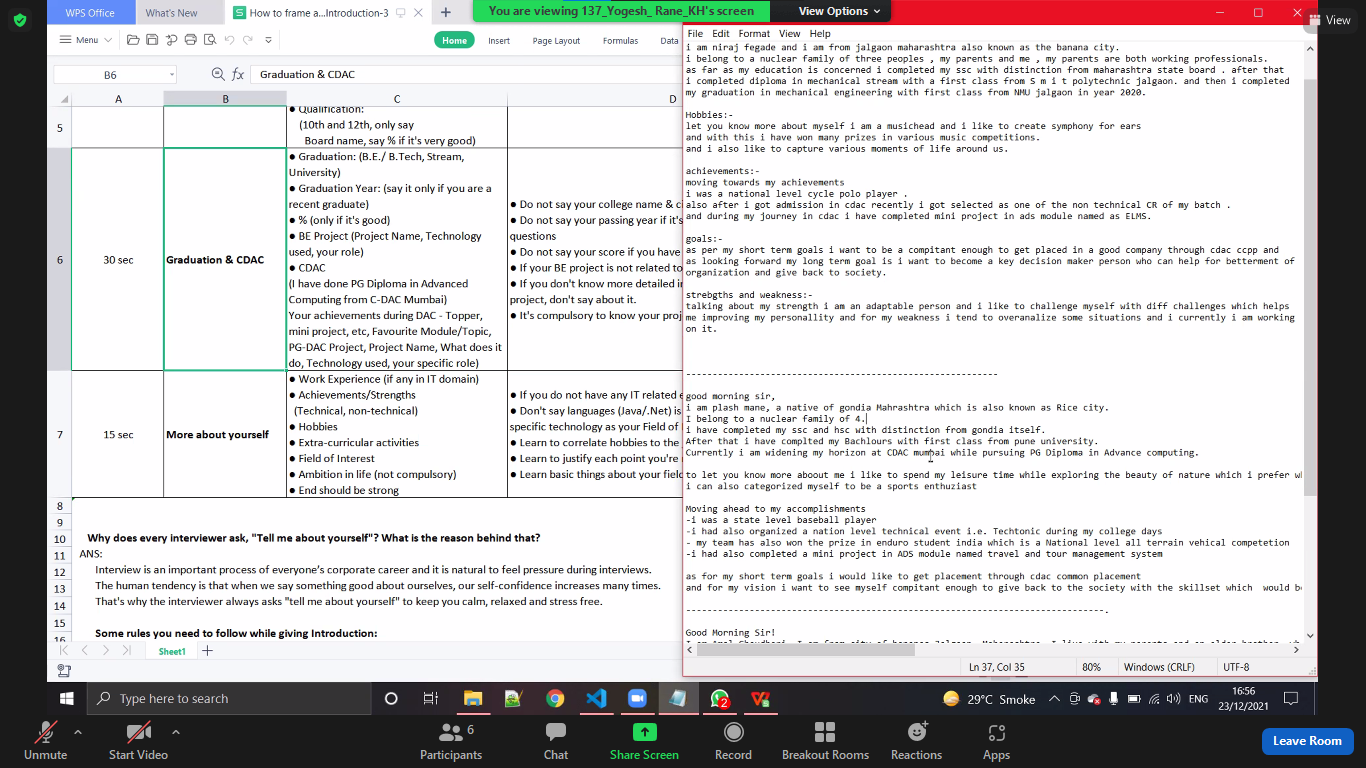 WPS Office
What's New
How to frame a...Introduction-3
You are viewing 137_Yogesh_ Rane_KH's screen
View Options
View
Menu
Home
Insert
Page Layout
Formulas
Data
B6
fx
Graduation & CDAC
A
B
C
D
5
● Qualification:
(10th and 12th, only say
Board name, say % if it's very good)
6
30 sec
Graduation & CDAC
● Graduation: (B.E./ B.Tech, Stream,
University)
● Graduation Year: (say it only if you are a
recent graduate)
● % (only if it's good)
● BE Project (Project Name, Technology
used, your role)
● CDAC
(I have done PG Diploma in Advanced
Computing from C-DAC Mumbai)
Your achievements during DAC - Topper,
mini project, etc, Favourite Module/Topic,
PG-DAC Project, Project Name, What does it
do, Technology used, your specific role)
● Do not say your college name &
● Do not say your passing year if it's
questions
● Do not say your score if you have
● If your BE project is not related to
● If you don't know more detailed
project, don't say about it.
● It's compulsory to know your
7
15 sec
More about yourself
● Work Experience (if any in IT domain)
● Achievements/Strengths
(Technical, non-technical)
● Hobbies
● Extra-curricular activities
● Field of Interest
● Ambition in life (not compulsory)
● End should be strong
● If you do not have any IT related
● Don't say languages (Java/.Net) is
specific technology as your Field of
● Learn to correlate hobbies to the
● Learn to justify each point you're
● Learn basic things about your
8
9
10
Why does every interviewer ask, "Tell me about yourself"? What is the reason behind that?
11
ANS:
12
Interview is an important process of everyone's corporate career and it is natural to feel pressure during interviews.
13
The human tendency is that when we say something good about ourselves, our self-confidence increases many times.
14
That's why the interviewer always asks "tell me about yourself" to keep you calm, relaxed and stress free.
15
16
Some rules you need to follow while giving Introduction:
Sheet1
File Edit Format View Help
i am niraj fegade and i am from jalgaon maharashtra also known as the banana city.
i belong to a nuclear family of three peoples , my parents and me , my parents are both working professionals.
as far as my education is concerned i completed my ssc with distinction from maharashtra state board . after that
i completed diploma in mechanical stream with a first class from S m i t polytechnic jalgaon. and then i completed
my graduation in mechanical engineering with first class from NMU jalgaon in year 2020.
Hobbies:-
let you know more about myself i am a musichead and i like to create symphony for ears
and with this i have won many prizes in various music competitions.
and i also like to capture various moments of life around us.
achievements:-
moving towards my achievements
i was a national level cycle polo player .
also after i got admission in cdac recently i got selected as one of the non technical CR of my batch .
and during my journey in cdac i have completed mini project in ads module named as ELMS.
goals:-
as per my short term goals i want to be a compitant enough to get placed in a good company through cdac ccpp and
as looking forward my long term goal is i want to become a key decision maker person who can help for betterment of
organization and give back to society.
strebgths and weakness:-
talking about my strength i am an adaptable person and i like to challenge myself with diff challenges which helps
me improving my personallity and for my weakness i tend to overanalize some situations and i currently i am working
on it.
----------------------------------------------------------
good morning sir,
i am plash mane, a native of gondia Mahrashtra which is also known as Rice city.
I belong to a nuclear family of 4.
i have completed my ssc and hsc with distinction from gondia itself.
After that i have complted my Bachlours with first class from pune university.
Currently i am widening my horizon at CDAC mumbai while pursuing PG Diploma in Advance computing.
to let you know more aboout me i like to spend my leisure time while exploring the beauty of nature which i prefer
i can also categorized myself to be a sports enthuziast
Moving ahead to my accomplishments
-i was a state level baseball player
-i had also organized a nation level technical event i.e. Techtonic during my college days
- my team has also won the prize in enduro student india which is a National level all terrain vehical competetion
-i had also completed a mini project in ADS module named travel and tour management system
as for my short term goals i would like to get placement through cdac common placement
and for my vision i want to see myself compitant enough to give back to the society with the skillset which would
------------------------------------------------------------------------------.
Good Morning Sir!
Ln 37, Col 35
80%
Windows (CRLF)
UTF-8
Type here to search
2
29°C Smoke
ENG
16:56
23/12/2021
Unmute
Start Video
6
Participants
Chat
Share Screen
Record
Breakout Rooms
Reactions
Apps
Leave Room